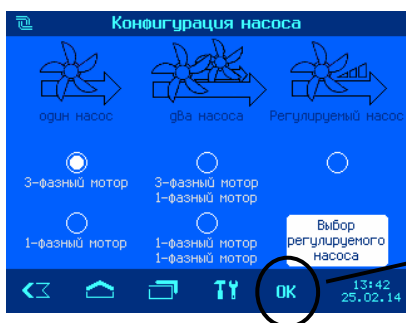 Конфигурация насоса
один насос
два насоса
Регулируемый насос
3-фазный мотор
3-фазный мотор
1-фазный мотор
1-фазный мотор
1-фазный мотор
1-фазный мотор
Выбор
регулируемого
насоса
OK
13:42
25.02.14